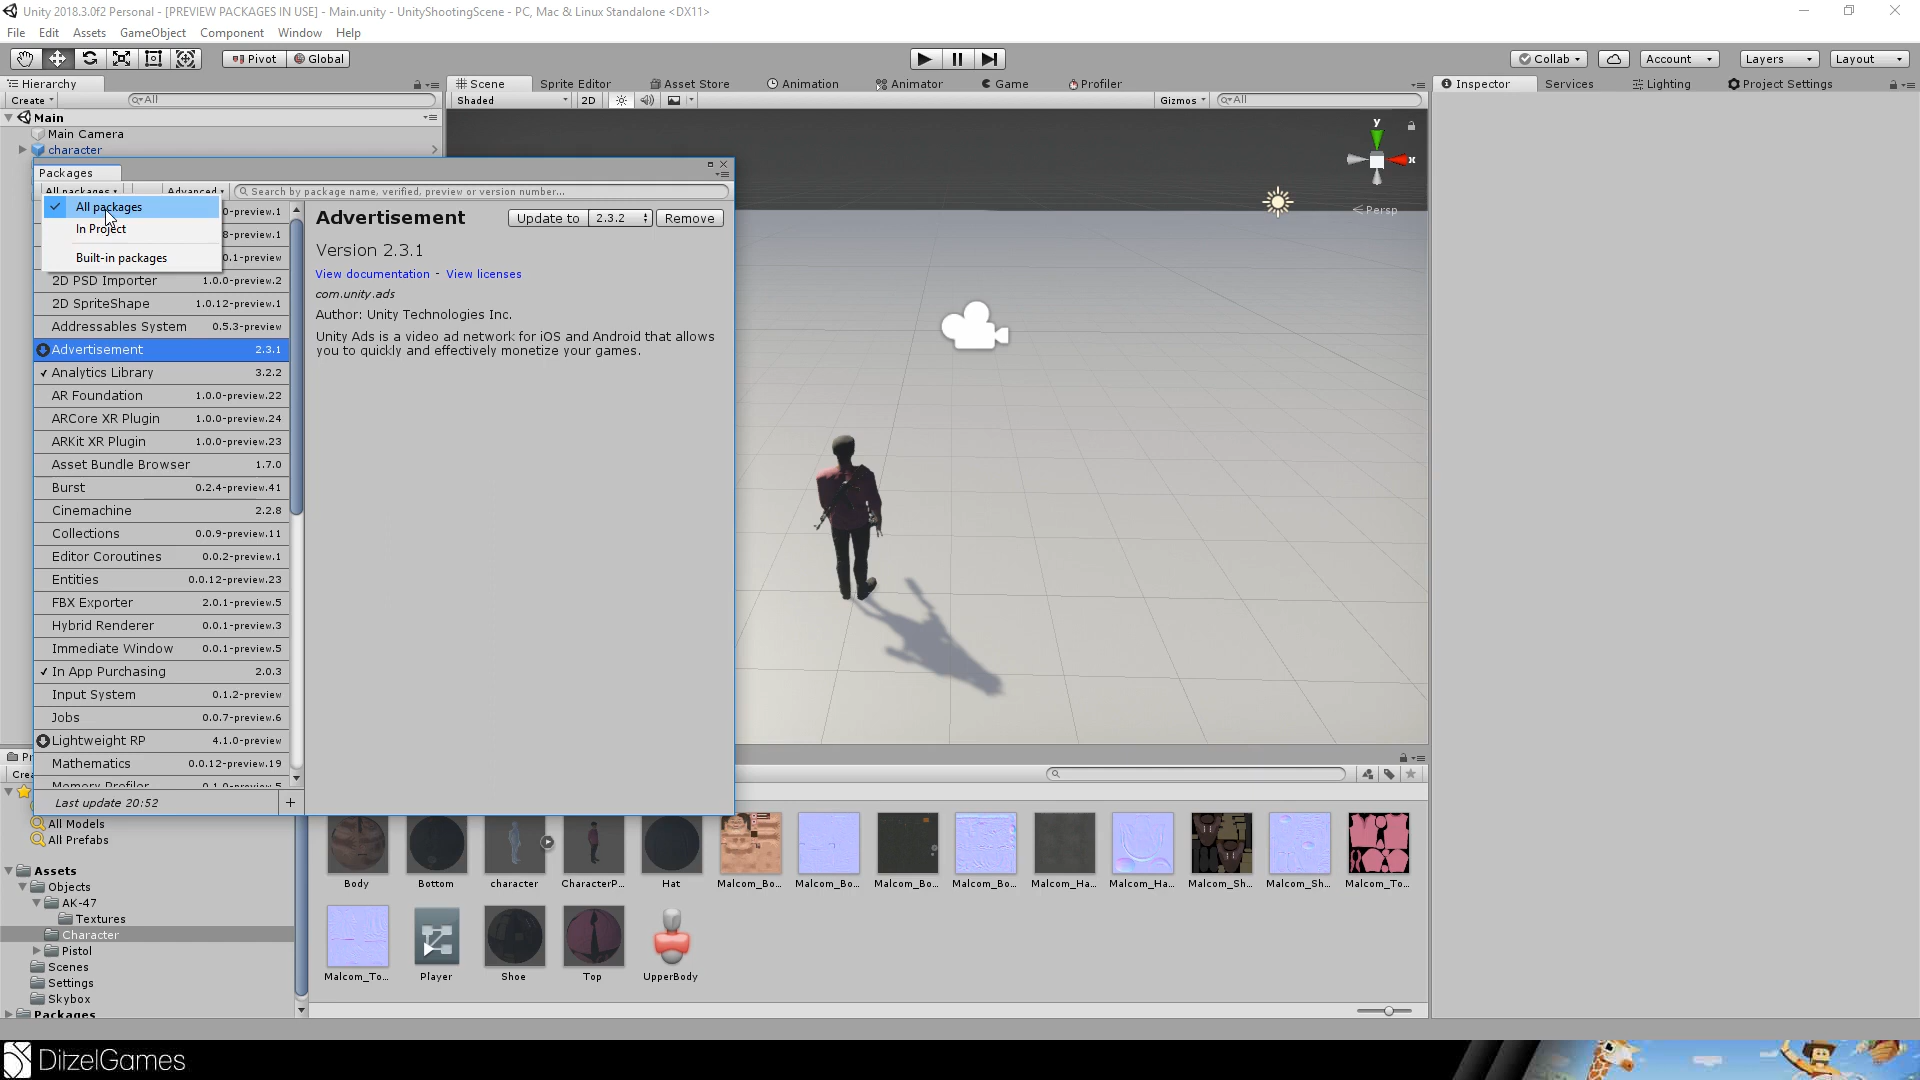 Unity 2018.3.0f2 Personal - [PREVIEW PACKAGES IN USE] - Main.unity - UnityShootingScene - PC, Mac & Linux Standalone <DX11>
File Edit Assets GameObject Component Window Help
Pivot Global Collab Account Layers Layout
Hierarchy Scene Sprite Editor Asset Store Animation Animator Game Profiler Inspector Services Lighting Project Settings
Create All Shaded 2D Gizmos All
Main
Main Camera
character
Packages
All packages Advanced Search by package name, verified, preview or version number...
All packages
In Project
Built-in packages
2D PSD Importer 1.0.0-preview.2
2D SpriteShape 1.0.12-preview.1
Addressables System 0.5.3-preview
Advertisement 2.3.1
Analytics Library 3.2.2
AR Foundation 1.0.0-preview.22
ARCore XR Plugin 1.0.0-preview.24
ARKit XR Plugin 1.0.0-preview.23
Asset Bundle Browser 1.7.0
Burst 0.2.4-preview.41
Cinemachine 2.2.8
Collections 0.0.9-preview.11
Editor Coroutines 0.0.2-preview.1
Entities 0.0.12-preview.23
FBX Exporter 2.0.1-preview.5
Hybrid Renderer 0.0.1-preview.3
Immediate Window 0.0.1-preview.5
In App Purchasing 2.0.3
Input System 0.1.2-preview
Jobs 0.0.7-preview.6
Lightweight RP 4.1.0-preview
Mathematics 0.0.12-preview.19
Last update 20:52 +
Advertisement Update to 2.3.2 Remove
Version 2.3.1
View documentation - View licenses
com.unity.ads
Author: Unity Technologies Inc.
Unity Ads is a video ad network for iOS and Android that allows
you to quickly and effectively monetize your games.
y
x
Persp
All Models
All Prefabs
Assets
Objects
AK-47
Textures
Character
Pistol
Scenes
Settings
Skybox
Packages
Body Bottom character CharacterP... Hat Malcom_Bo... Malcom_Bo... Malcom_Bo... Malcom_Bo... Malcom_Ha... Malcom_Ha... Malcom_Sh... Malcom_Sh... Malcom_To...
Malcom_To... Player Shoe Top UpperBody
DitzelGames